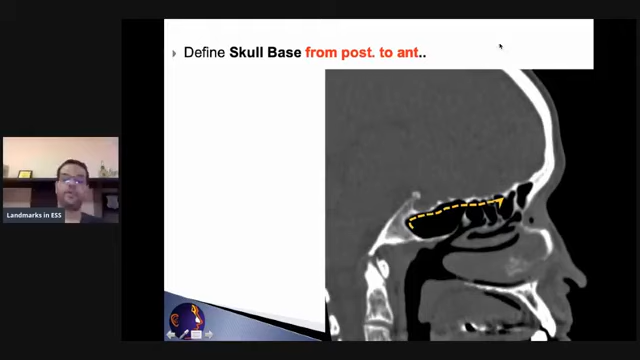 Define Skull Base from post. to ant..
Landmarks in ESS